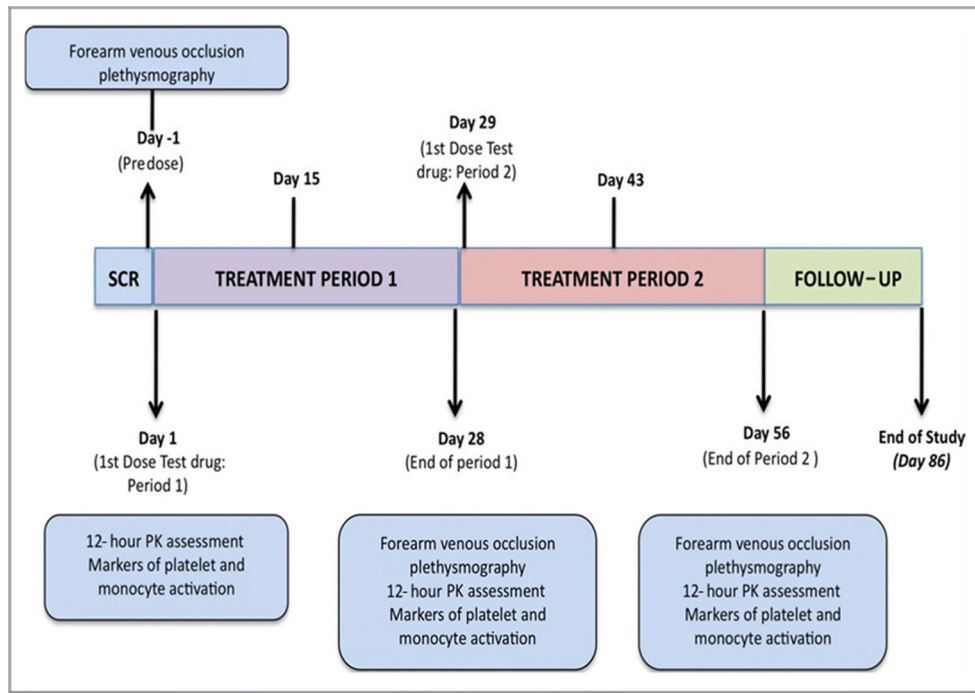 Forearm venous occlusion
plethysmography
Day -1
(Predose)
Day 15
Day 29
(1st Dose Test
drug: Period 2)
Day 43
SCR
TREATMENT PERIOD 1
TREATMENT PERIOD 2
FOLLOW–UP
Day 1
(1st Dose Test drug:
Period 1)
Day 28
(End of period 1)
Day 56
(End of Period 2 )
End of Study
(Day 86)
12- hour PK assessment
Markers of platelet and
monocyte activation
Forearm venous occlusion
plethysmography
12- hour PK assessment
Markers of platelet and
monocyte activation
Forearm venous occlusion
plethysmography
12- hour PK assessment
Markers of platelet and
monocyte activation